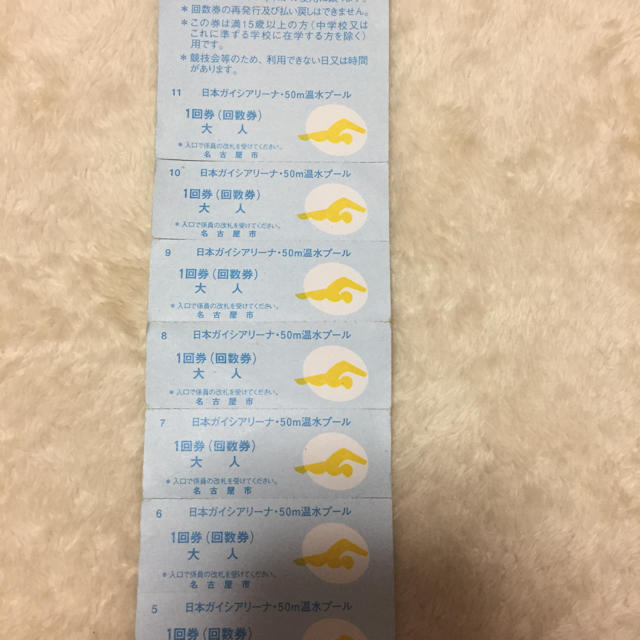 ＊回数券の再発行及び払い戻しはできません。
＊この券は満15歳以上の方(中学校又は
これに準ずる学校に在学する方を除く)
用です。
＊競技会等のため、利用できない日又は時間
があります。
11 日本ガイシアリーナ・50m温水プール
1回券(回数券)
大人
＊入口で係員の改札を受けてください。
名古屋市
10 日本ガイシアリーナ・50m温水プール
1回券(回数券)
大人
＊入口で係員の改札を受けてください。
名古屋市
9 日本ガイシアリーナ・50m温水プール
1回券(回数券)
大人
＊入口で係員の改札を受けてください。
名古屋市
8 日本ガイシアリーナ・50m温水プール
1回券(回数券)
大人
＊入口で係員の改札を受けてください。
名古屋市
7 日本ガイシアリーナ・50m温水プール
1回券(回数券)
大人
＊入口で係員の改札を受けてください。
名古屋市
6 日本ガイシアリーナ・50m温水プール
1回券(回数券)
大人
＊入口で係員の改札を受けてください。
名古屋市
5 日本ガイシアリーナ・50m温水プール
1回券(回数券)